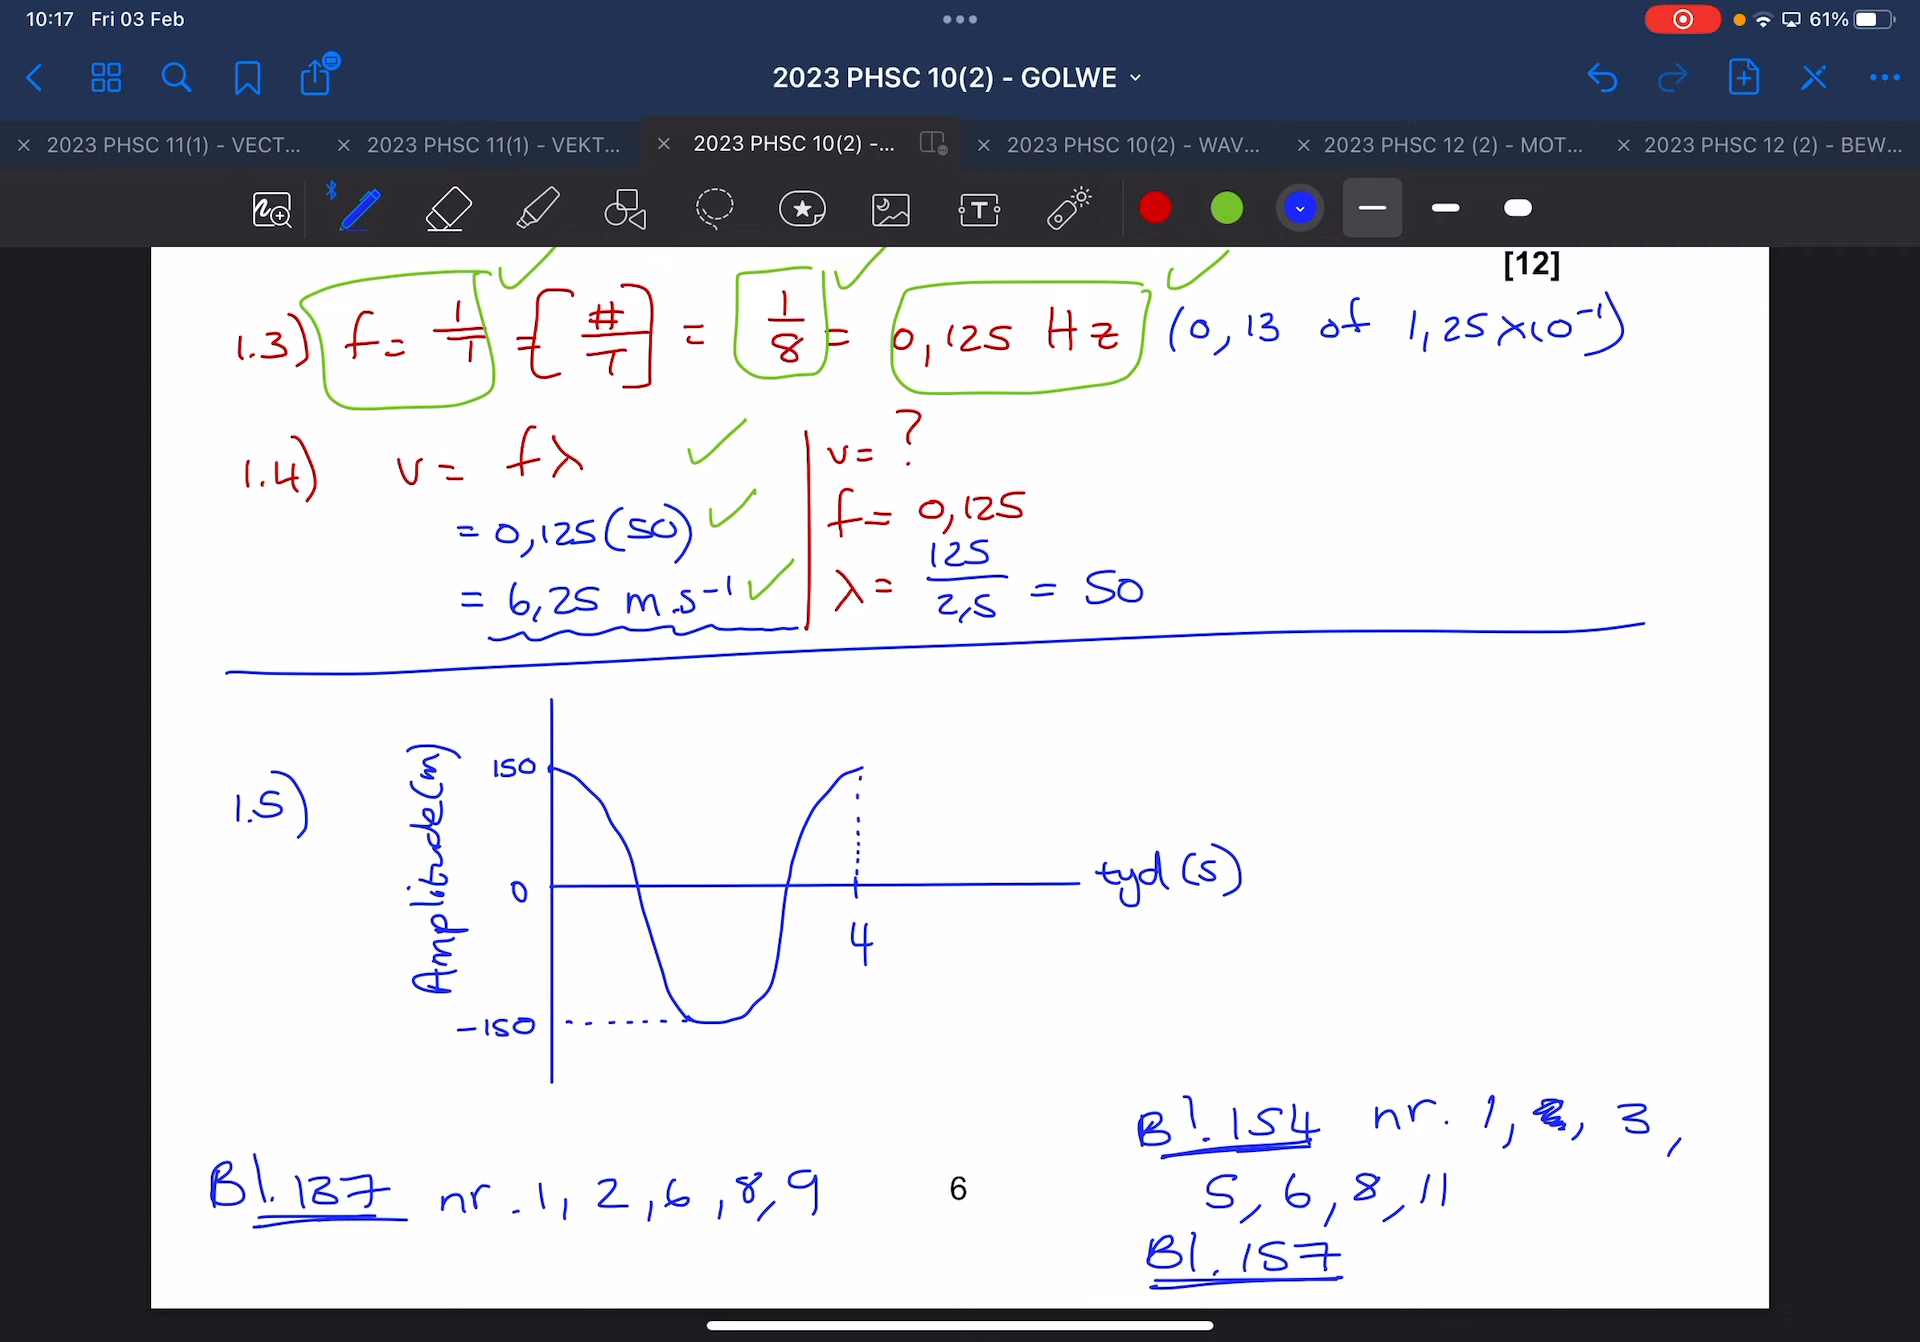 10:17 Fri 03 Feb
61%
2023 PHSC 10(2) - GOLWE
2023 PHSC 11(1) - VECT...
2023 PHSC 11(1) - VEKT...
2023 PHSC 10(2) -...
2023 PHSC 10(2) - WAV...
2023 PHSC 12 (2) - MOT...
2023 PHSC 12 (2) - BEW...
[12]
1.3) f = 1/T = [#/T] = 1/8 = 0,125 Hz (0,13 of 1,25 x 10⁻¹)
1.4) v = fλ
= 0,125(50)
= 6,25 m.s⁻¹
v = ?
f = 0,125
λ = 125/2,5 = 50
1.5)
Amplitude(m)
150
0
-150
tyd (s)
4
Bl. 137 nr. 1, 2, 6, 8, 9
6
Bl. 154 nr. 1, 3,
5, 6, 8, 11
Bl. 157